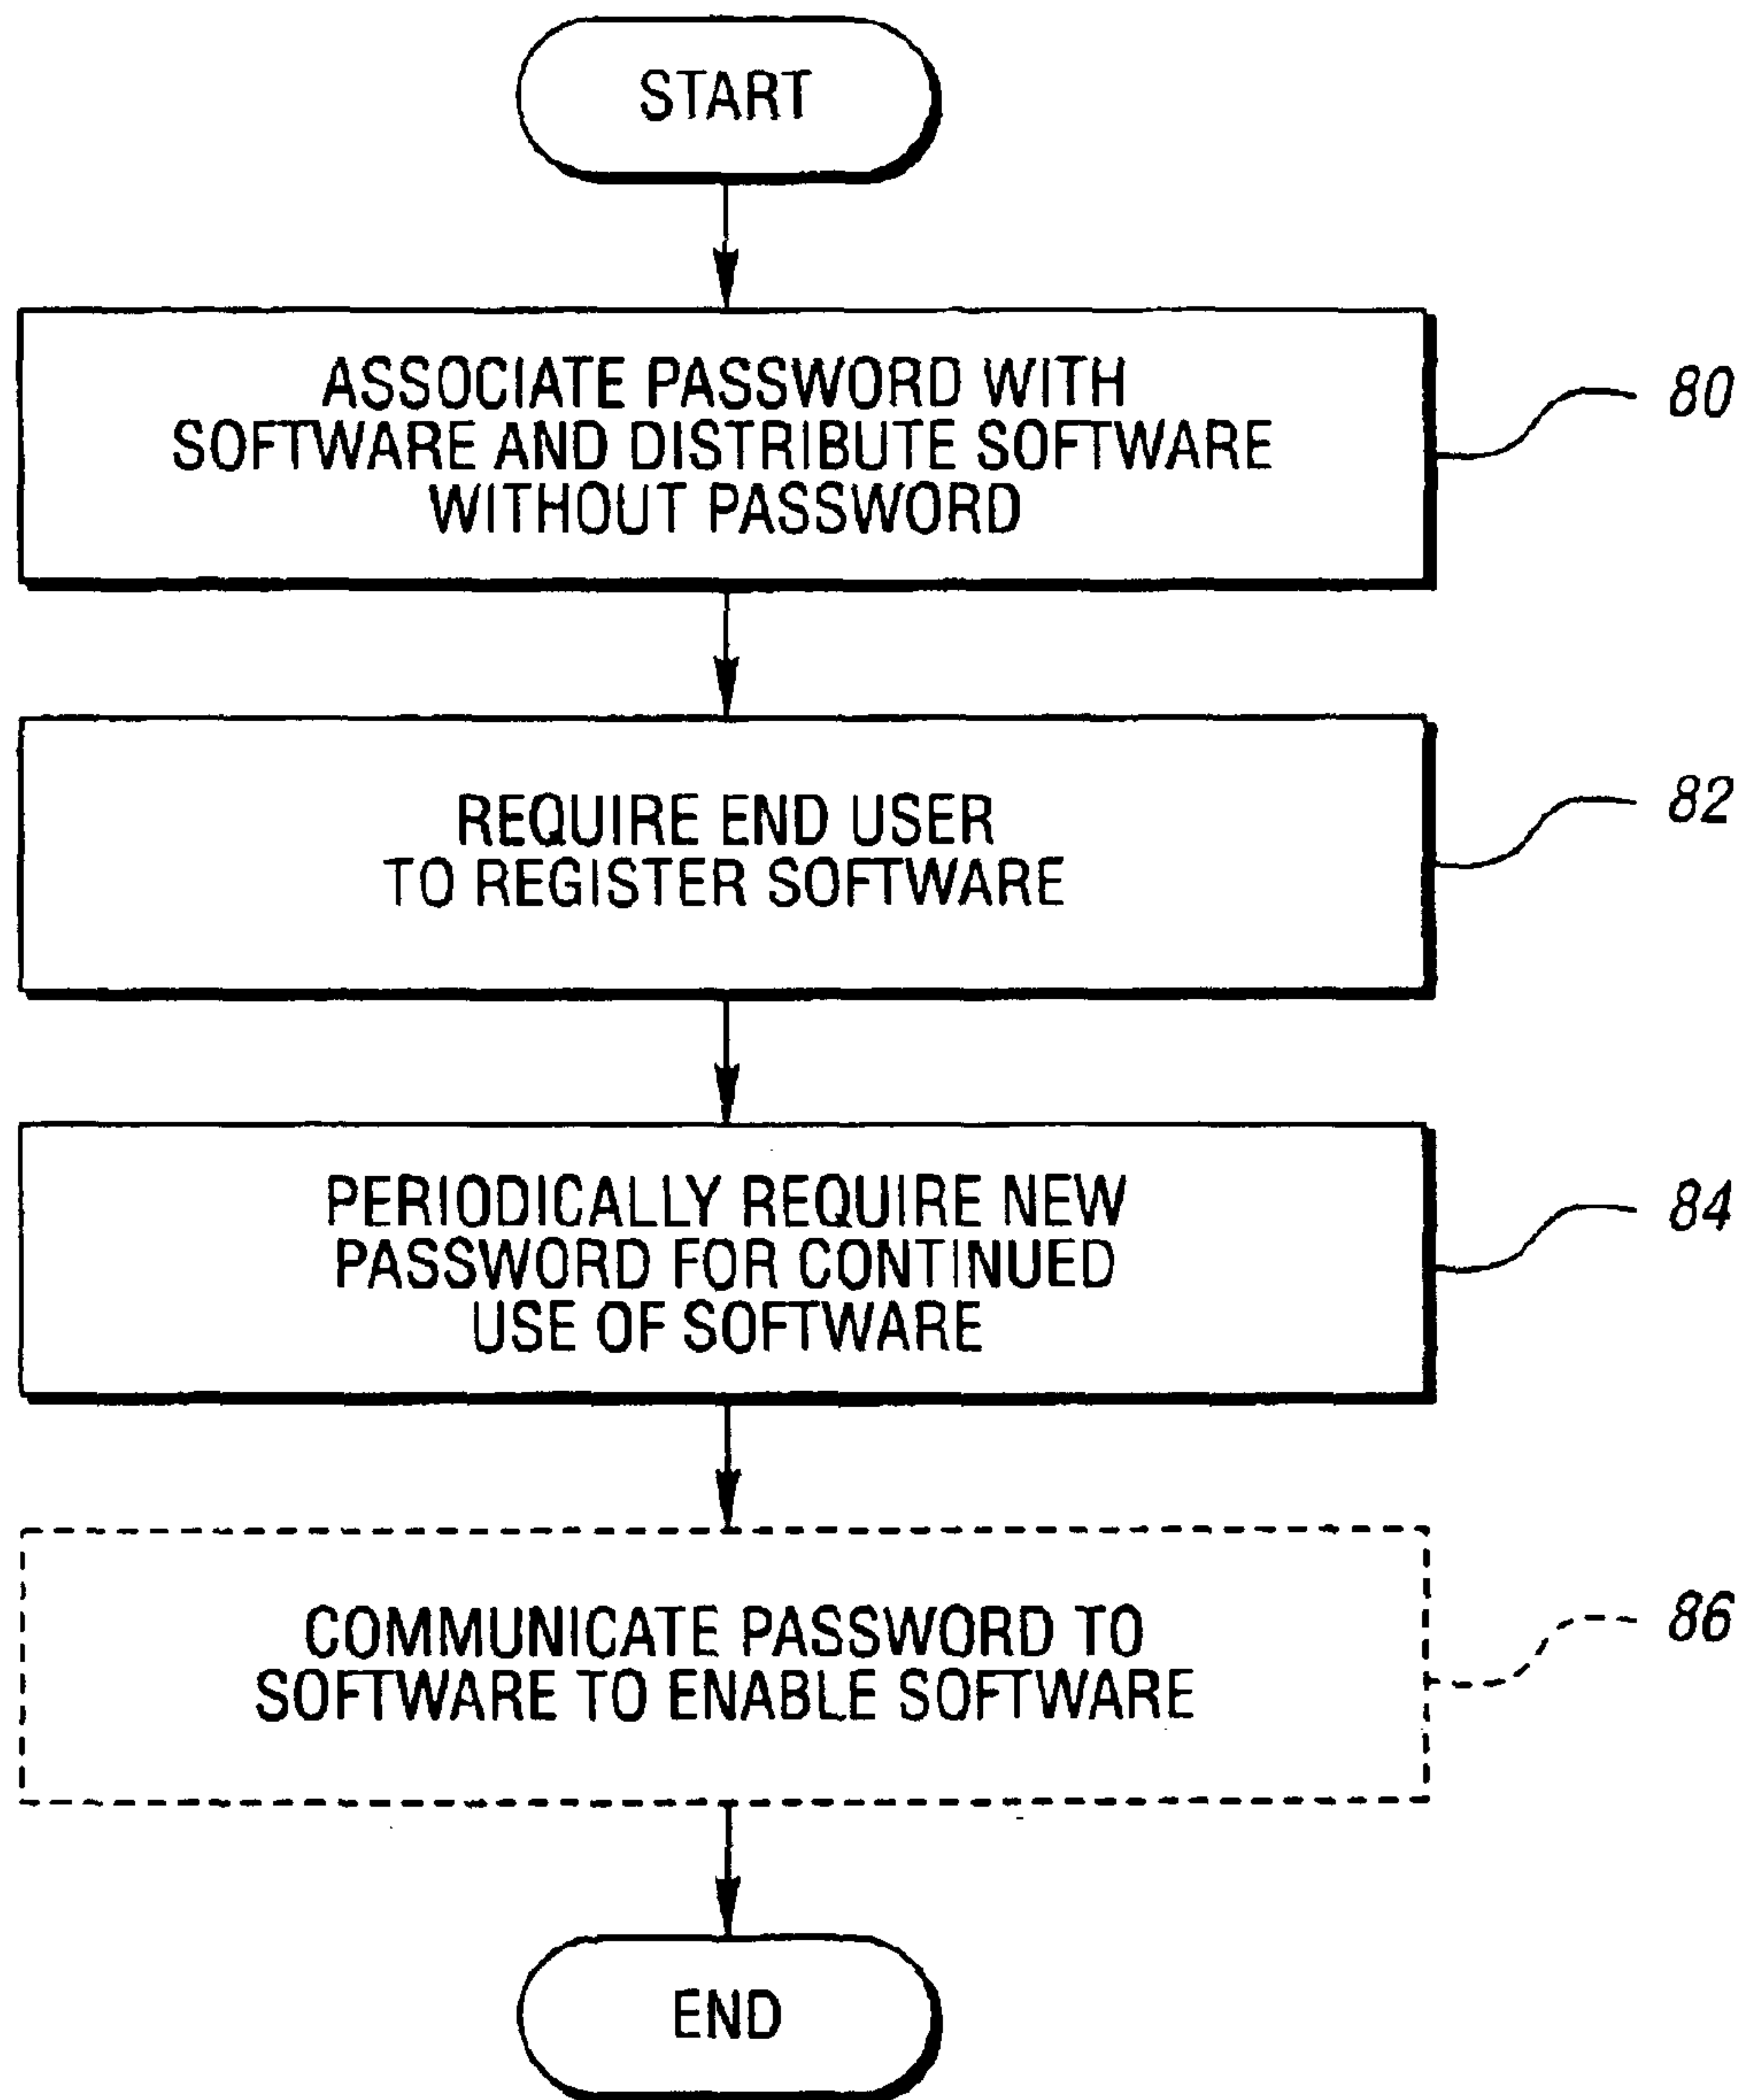 START
ASSOCIATE PASSWORD WITH
SOFTWARE AND DISTRIBUTE SOFTWARE
WITHOUT PASSWORD
80
REQUIRE END USER
TO REGISTER SOFTWARE
82
PERIODICALLY REQUIRE NEW
PASSWORD FOR CONTINUED
USE OF SOFTWARE
84
COMMUNICATE PASSWORD TO
SOFTWARE TO ENABLE SOFTWARE
86
END